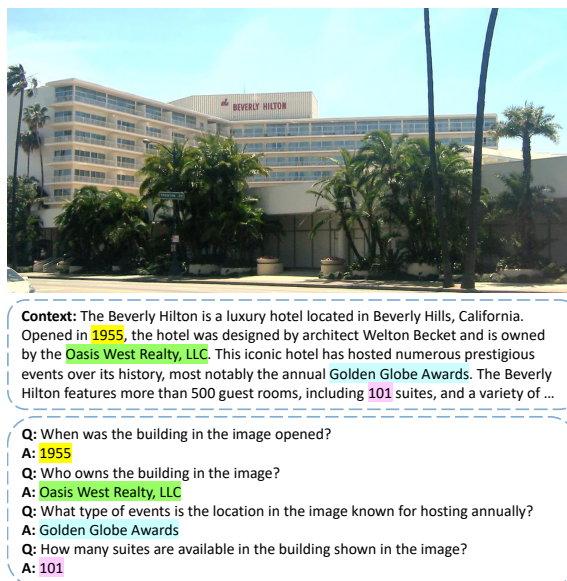 the BEVERLY HILTON
Context: The Beverly Hilton is a luxury hotel located in Beverly Hills, California.
Opened in 1955, the hotel was designed by architect Welton Becket and is owned
by the Oasis West Realty, LLC. This iconic hotel has hosted numerous prestigious
events over its history, most notably the annual Golden Globe Awards. The Beverly
Hilton features more than 500 guest rooms, including 101 suites, and a variety of ...
Q: When was the building in the image opened?
A: 1955
Q: Who owns the building in the image?
A: Oasis West Realty, LLC
Q: What type of events is the location in the image known for hosting annually?
A: Golden Globe Awards
Q: How many suites are available in the building shown in the image?
A: 101